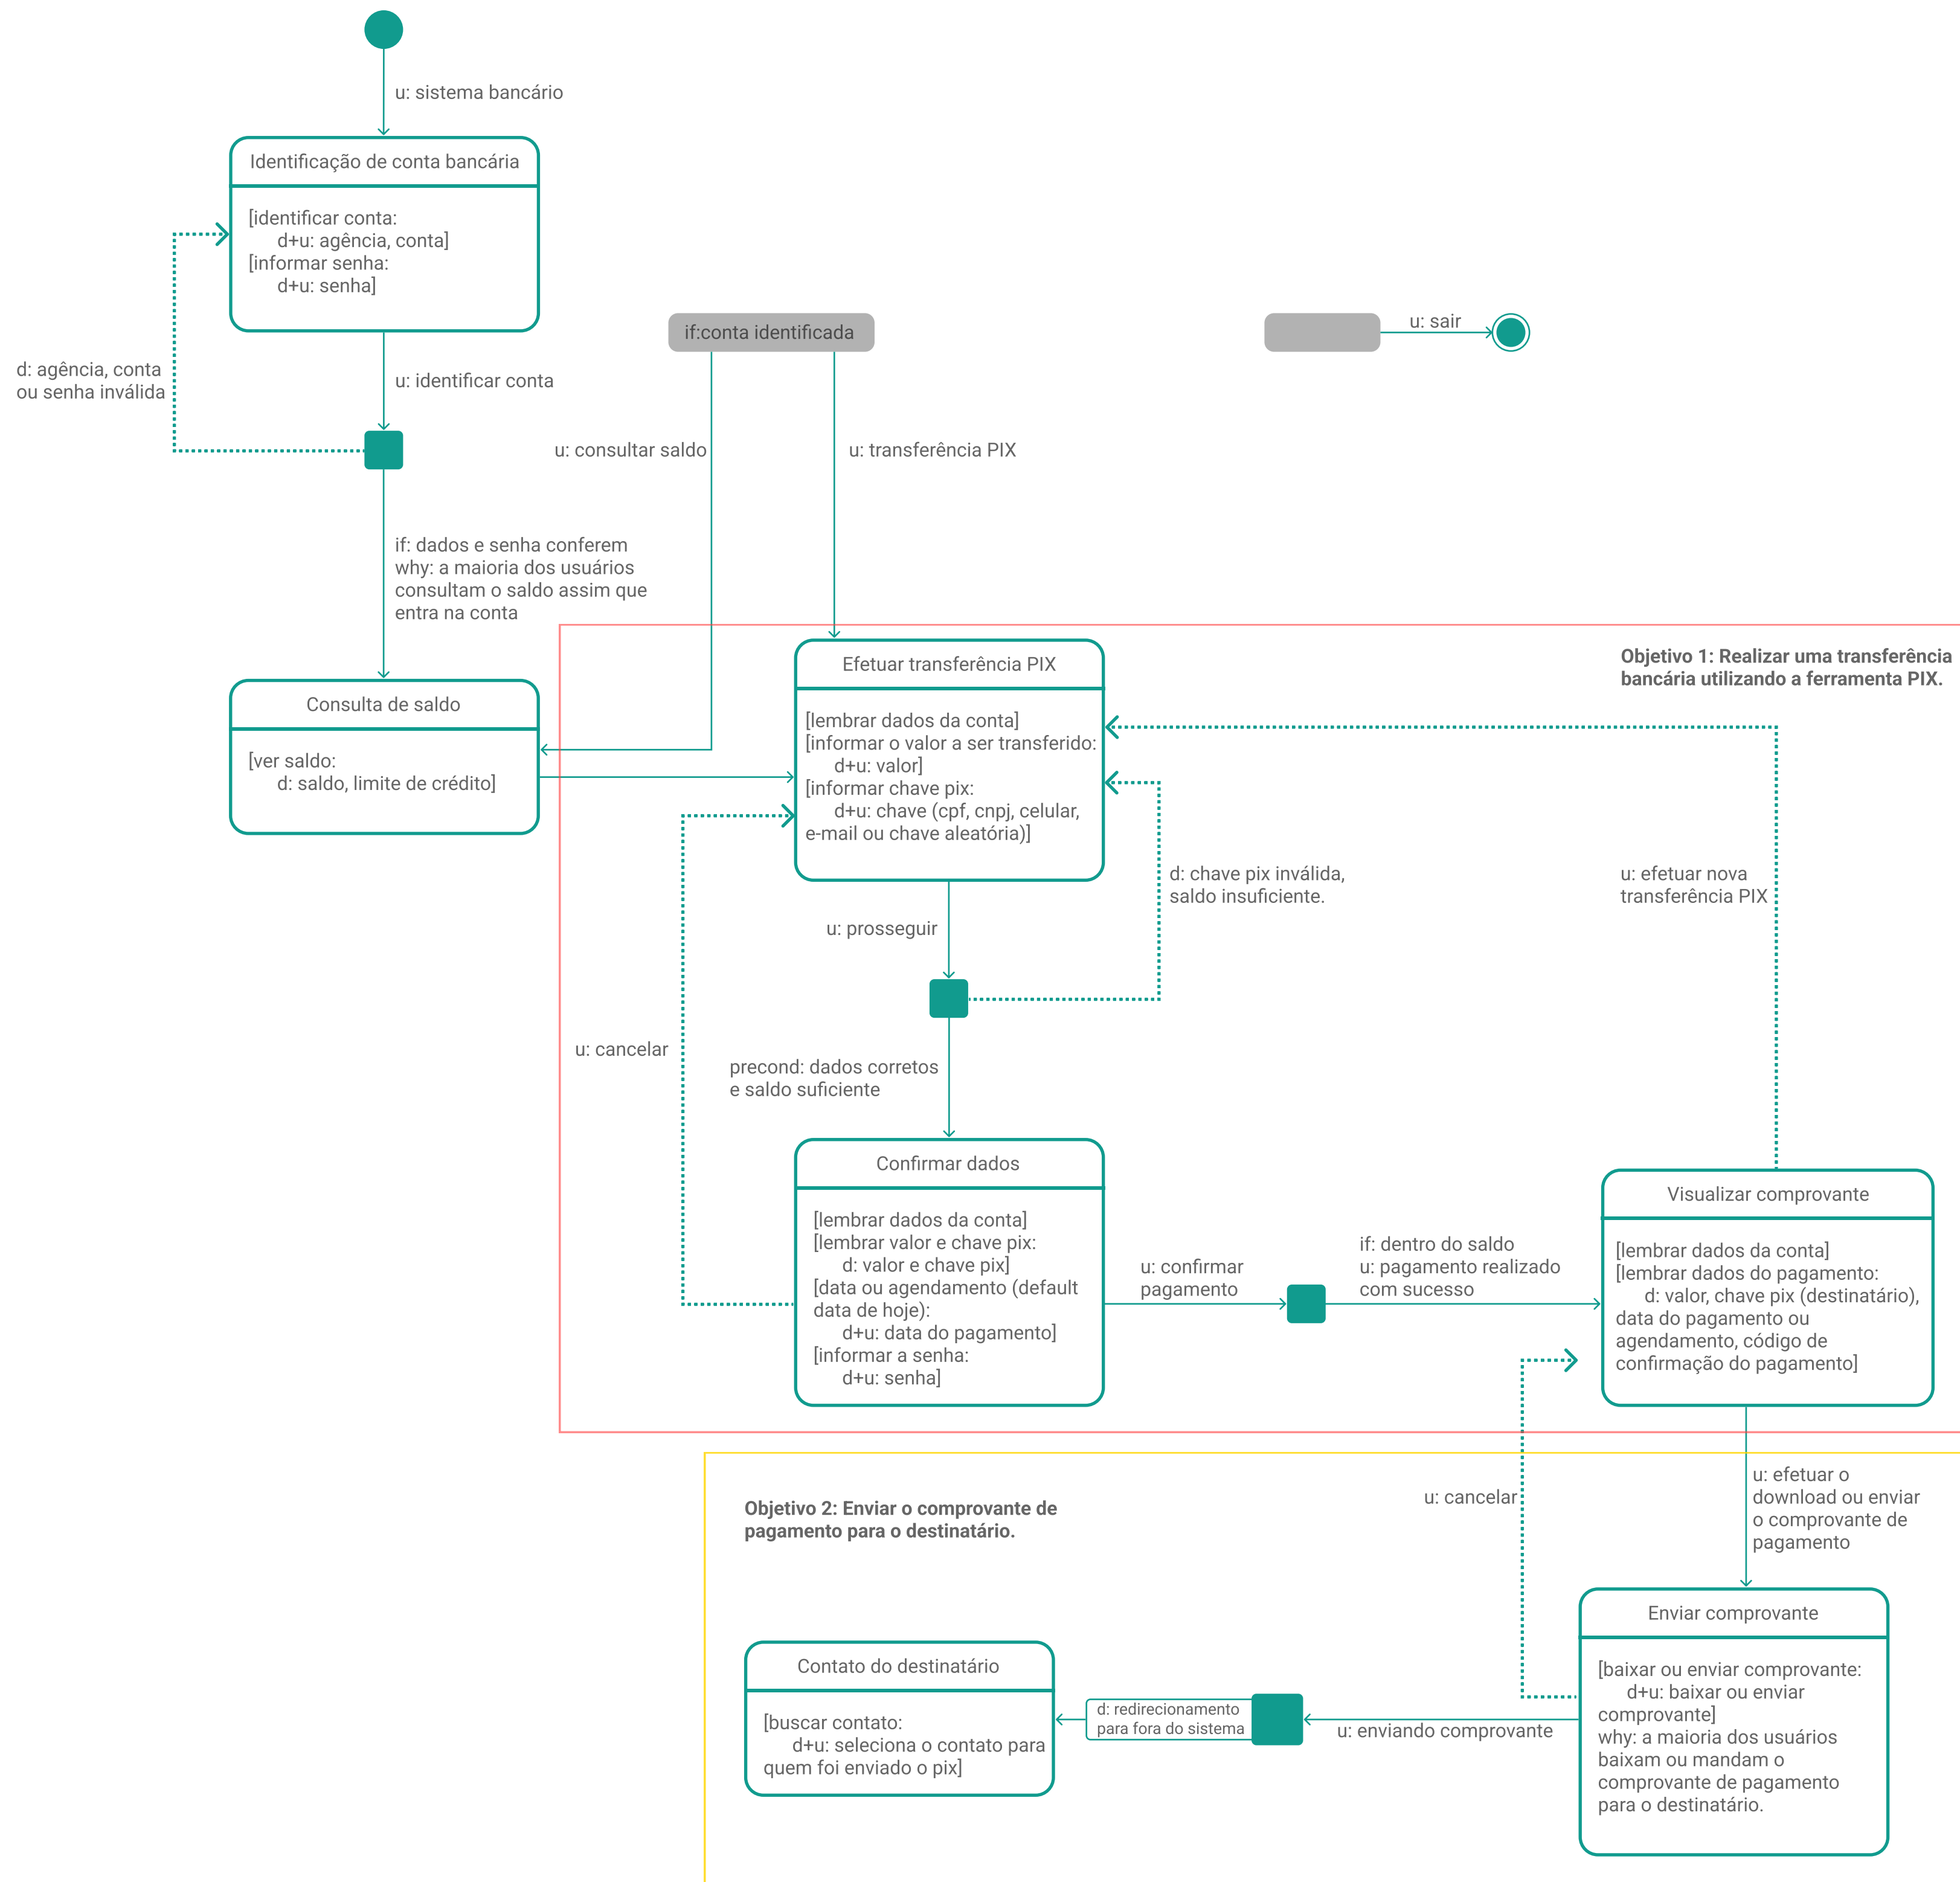 u: sistema bancário
Identificação de conta bancária
[identificar conta:
d+u: agência, conta]
[informar senha:
d+u: senha]
if:conta identificada
u: sair
d: agência, conta
ou senha inválida
u: identificar conta
u: consultar saldo
u: transferência PIX
if: dados e senha conferem
why: a maioria dos usuários
consultam o saldo assim que
entra na conta
Objetivo 1: Realizar uma transferência
bancária utilizando a ferramenta PIX.
Consulta de saldo
[ver saldo:
d: saldo, limite de crédito]
Efetuar transferência PIX
[lembrar dados da conta]
[informar o valor a ser transferido:
d+u: valor]
[informar chave pix:
d+u: chave (cpf, cnpj, celular,
e-mail ou chave aleatória)]
d: chave pix inválida,
saldo insuficiente.
u: efetuar nova
transferência PIX
u: prosseguir
u: cancelar
precond: dados corretos
e saldo suficiente
Confirmar dados
[lembrar dados da conta]
[lembrar valor e chave pix:
d: valor e chave pix]
[data ou agendamento (default
data de hoje):
d+u: data do pagamento]
[informar a senha:
d+u: senha]
u: confirmar
pagamento
if: dentro do saldo
u: pagamento realizado
com sucesso
Visualizar comprovante
[lembrar dados da conta]
[lembrar dados do pagamento:
d: valor, chave pix (destinatário),
data do pagamento ou
agendamento, código de
confirmação do pagamento]
Objetivo 2: Enviar o comprovante de
pagamento para o destinatário.
u: cancelar
u: efetuar o
download ou enviar
o comprovante de
pagamento
Enviar comprovante
[baixar ou enviar comprovante:
d+u: baixar ou enviar
comprovante]
why: a maioria dos usuários
baixam ou mandam o
comprovante de pagamento
para o destinatário.
u: enviando comprovante
d: redirecionamento
para fora do sistema
Contato do destinatário
[buscar contato:
d+u: seleciona o contato para
quem foi enviado o pix]